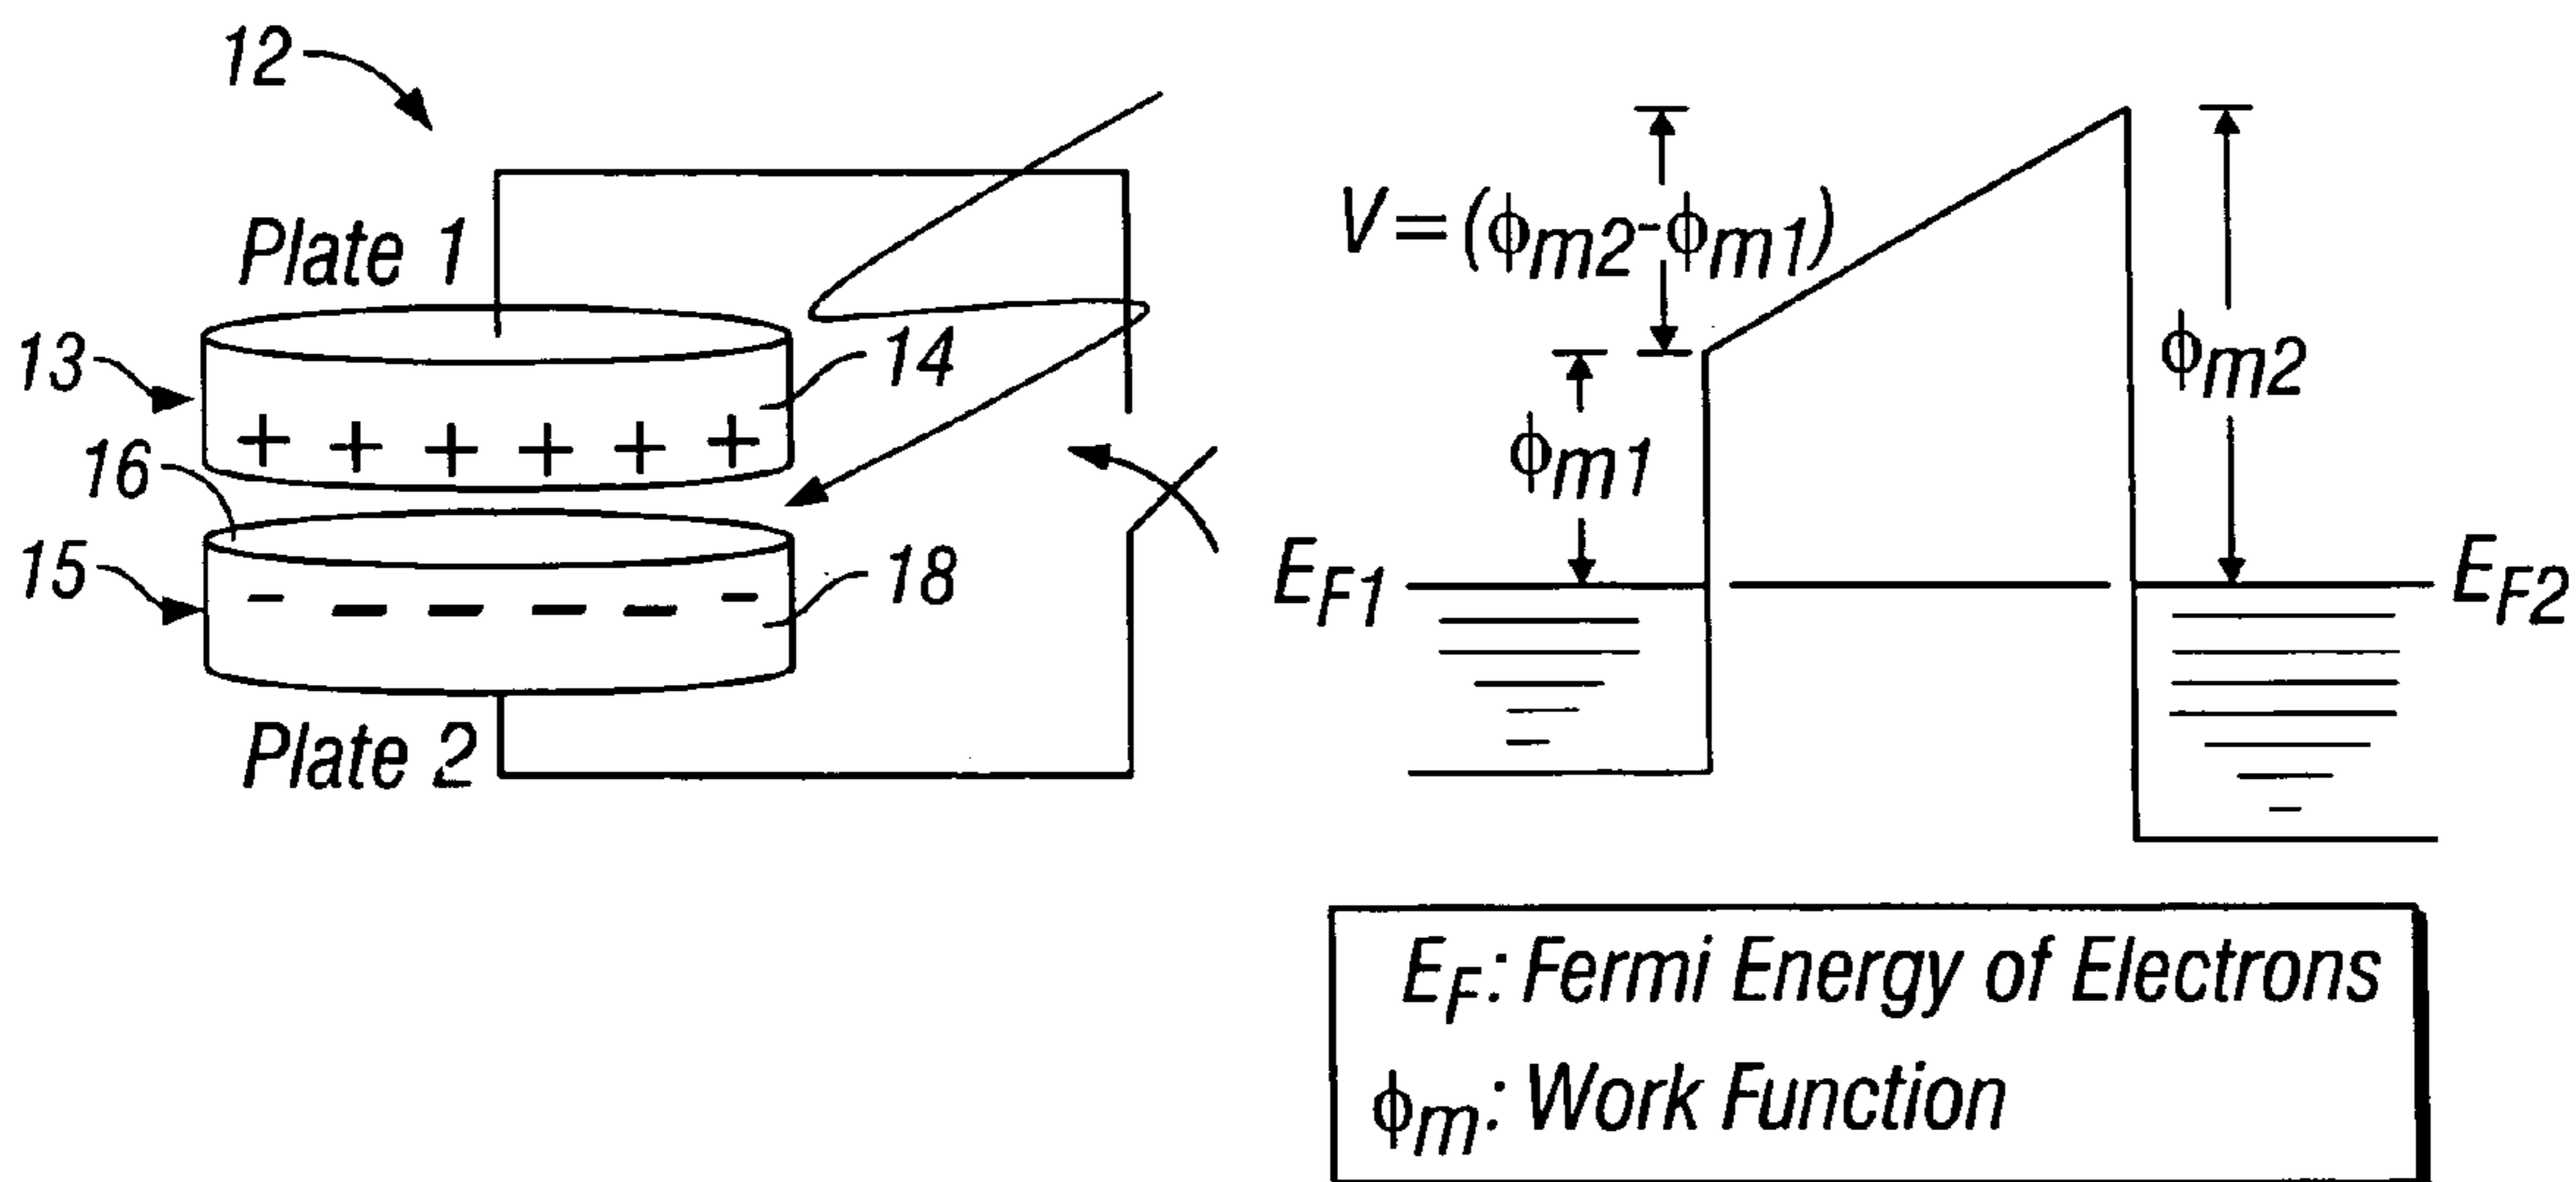 12
Plate 1
13
14
+ + + + + +
16
15
- - - - - -
18
Plate 2
V=(ϕm2-ϕm1)
ϕm1
ϕm2
EF1
EF2
EF: Fermi Energy of Electrons
ϕm: Work Function